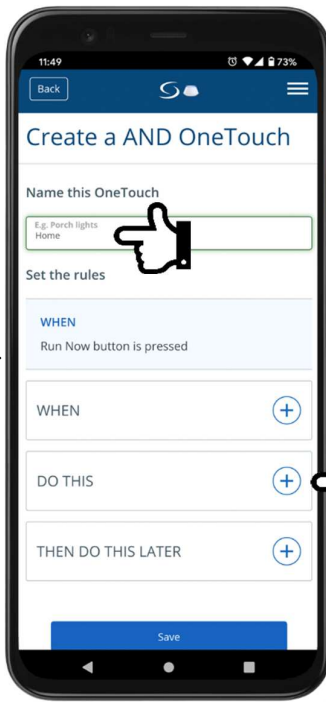 11:49
73%
Back
Create a AND OneTouch
Name this OneTouch
E.g. Porch lights
Home
Set the rules
WHEN
Run Now button is pressed
WHEN
DO THIS
THEN DO THIS LATER
Save